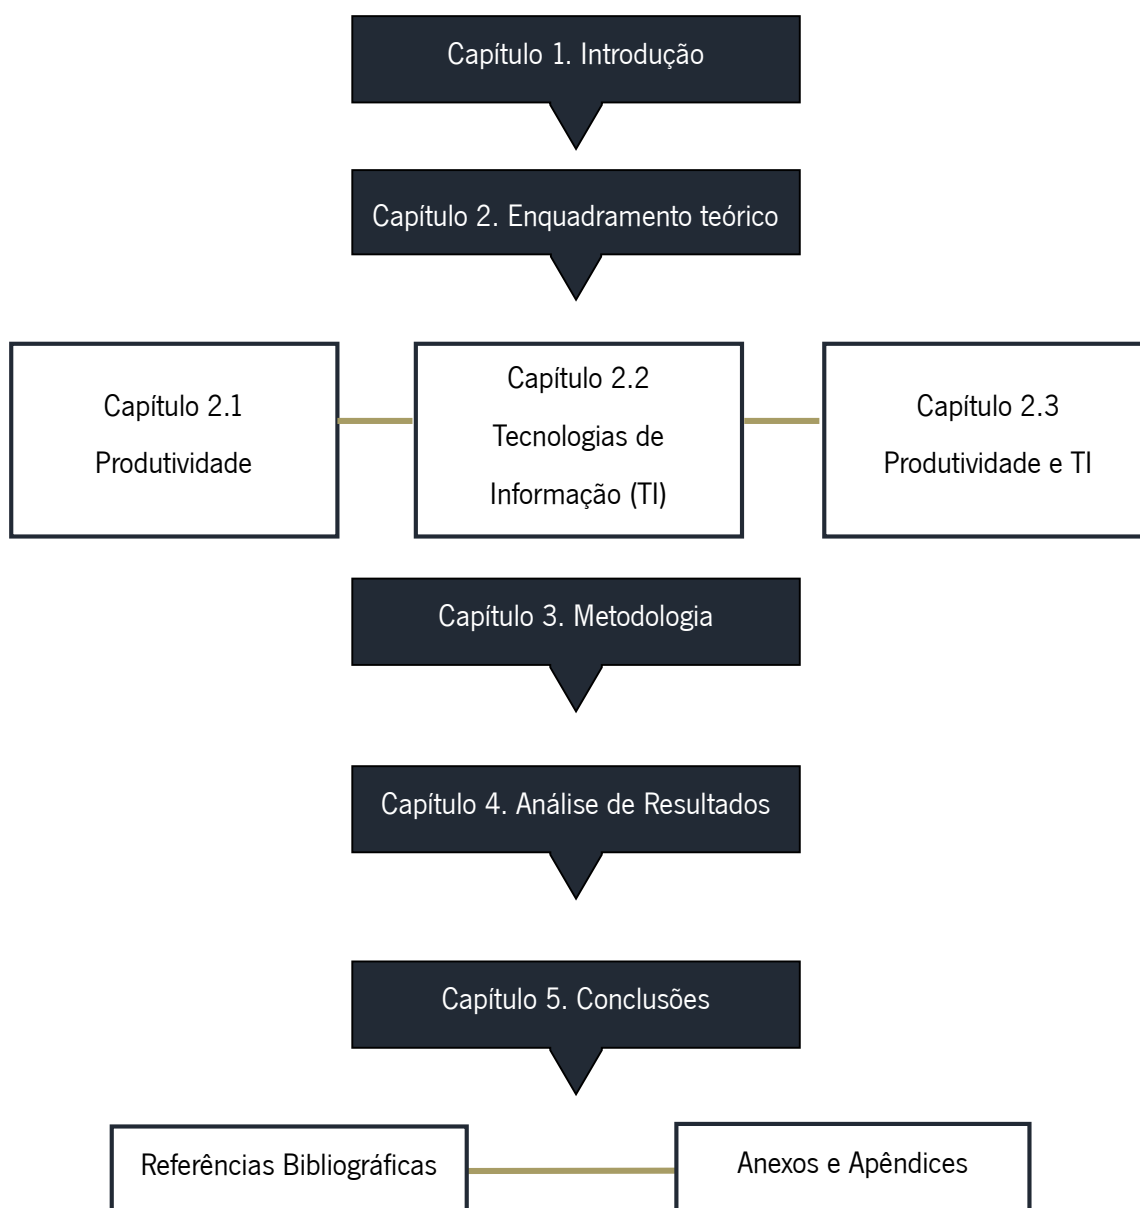 Capítulo 1. Introdução
Capítulo 2. Enquadramento teórico
Capítulo 2.1
Produtividade
Capítulo 2.2
Tecnologias de
Informação (TI)
Capítulo 2.3
Produtividade e TI
Capítulo 3. Metodologia
Capítulo 4. Análise de Resultados
Capítulo 5. Conclusões
Referências Bibliográficas
Anexos e Apêndices